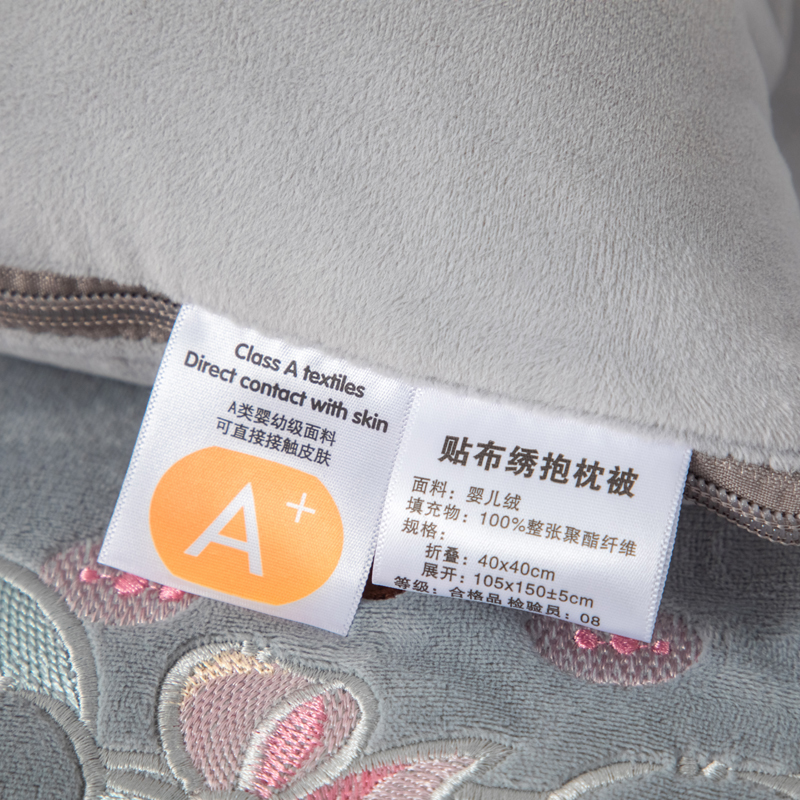 Class A textiles
Direct contact with skin
A类婴幼级面料
可直接接触皮肤
A+
贴布绣抱枕被
面料：婴儿绒
填充物：100%整张聚酯纤维
规格：
折叠：40x40cm
展开：105x150±5cm
等级：合格品 检验员：08